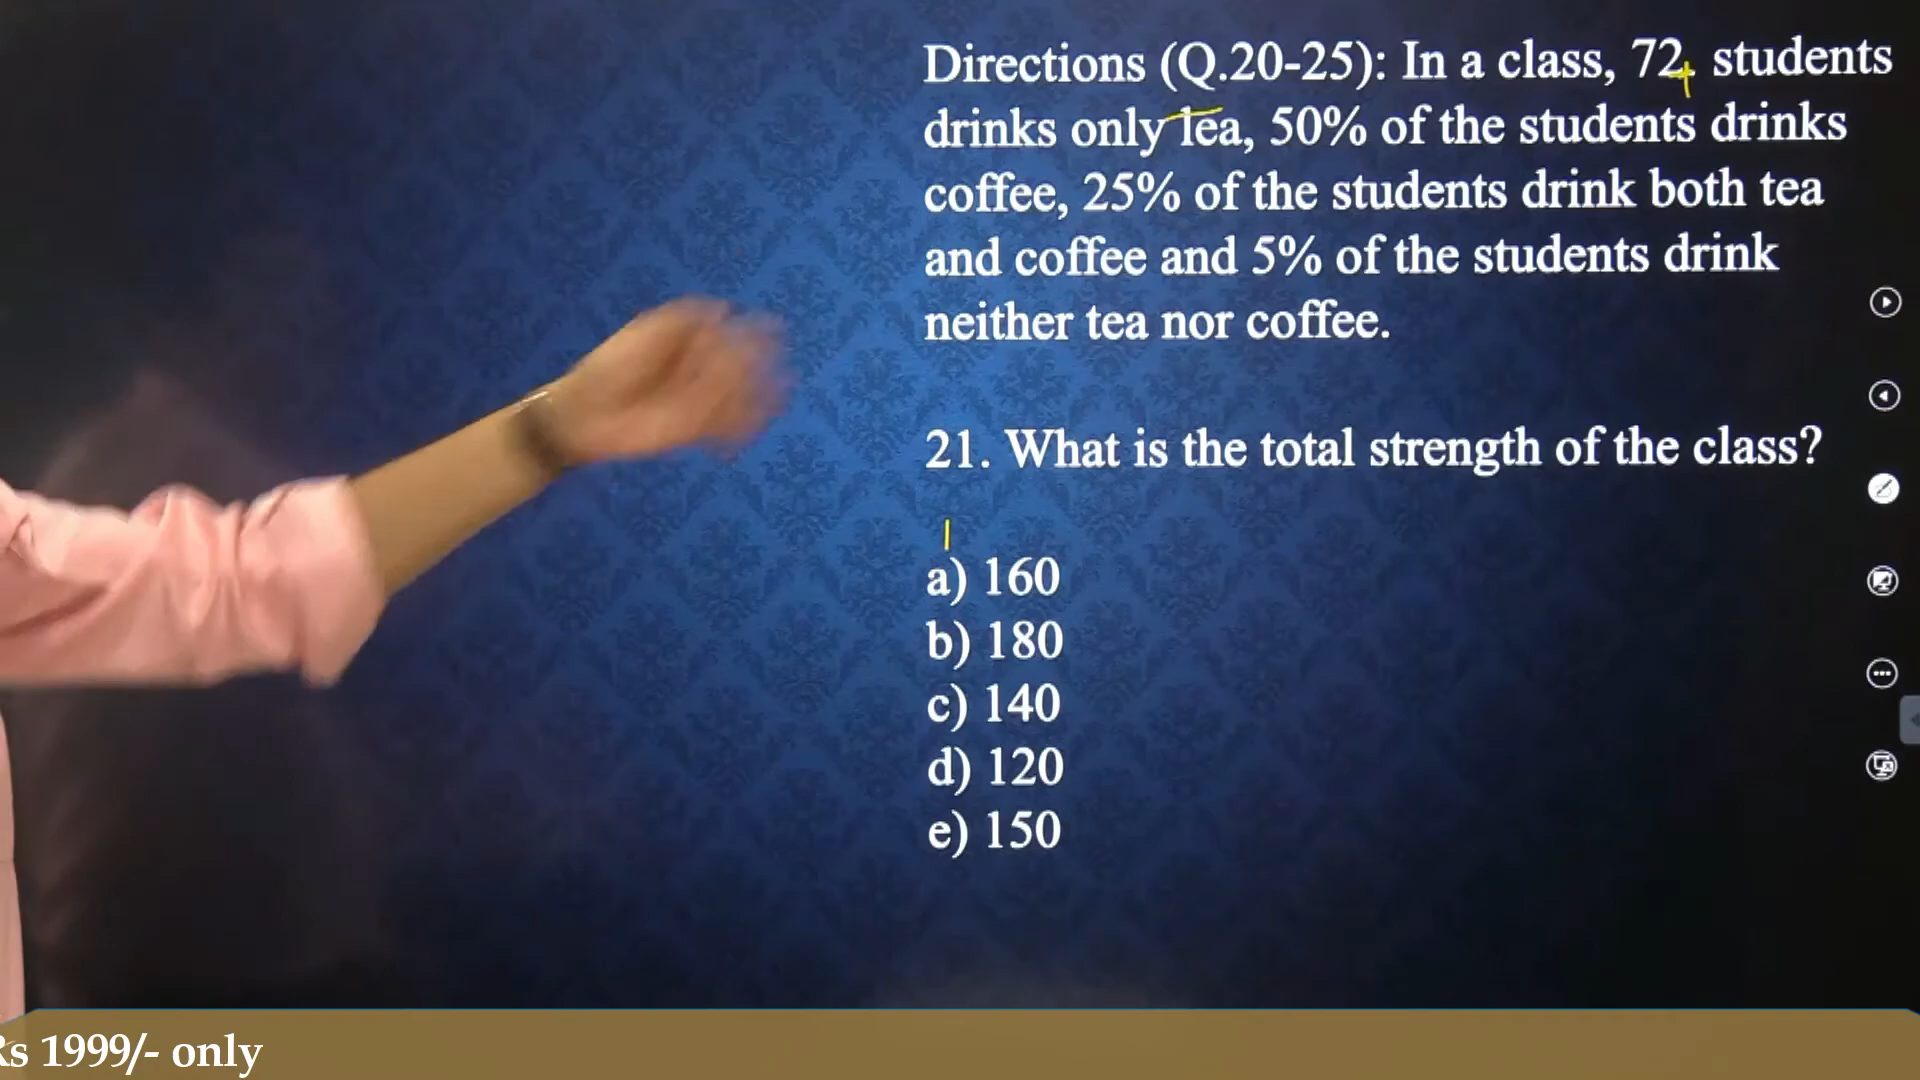 Directions (Q.20-25): In a class, 72 students
drinks only tea, 50% of the students drinks
coffee, 25% of the students drink both tea
and coffee and 5% of the students drink
neither tea nor coffee.
21. What is the total strength of the class?
a) 160
b) 180
c) 140
d) 120
e) 150
Rs 1999/- only